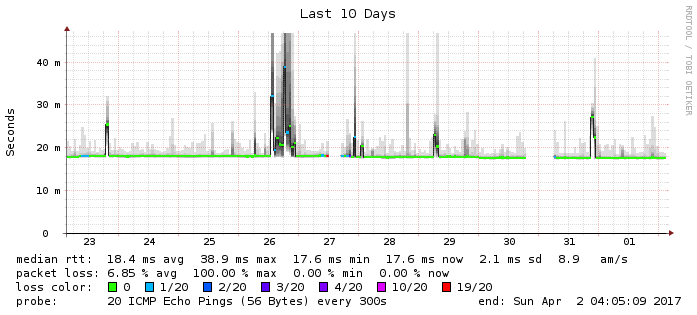 Last 10 Days
RRDTOOL / TOBI OETIKER
Seconds
40 m
30 m
20 m
10 m
0
23 24 25 26 27 28 29 30 31 01
median rtt: 18.4 ms avg 38.9 ms max 17.6 ms min 17.6 ms now 2.1 ms sd 8.9 am/s
packet loss: 6.85 % avg 100.00 % max 0.00 % min 0.00 % now
loss color: 0 1/20 2/20 3/20 4/20 10/20 19/20
probe: 20 ICMP Echo Pings (56 Bytes) every 300s end: Sun Apr 2 04:05:09 2017